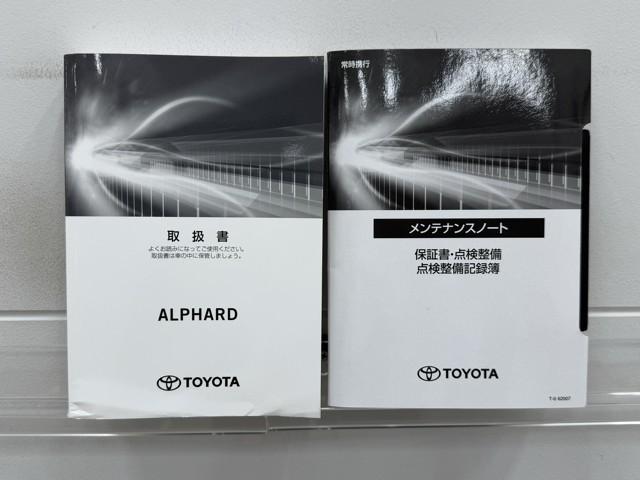 取扱書
よくお読みになってご使用ください。
取扱書は車の中に保管しましょう。
ALPHARD
TOYOTA
常時携行
メンテナンスノート
保証書・点検整備
点検整備記録簿
TOYOTA